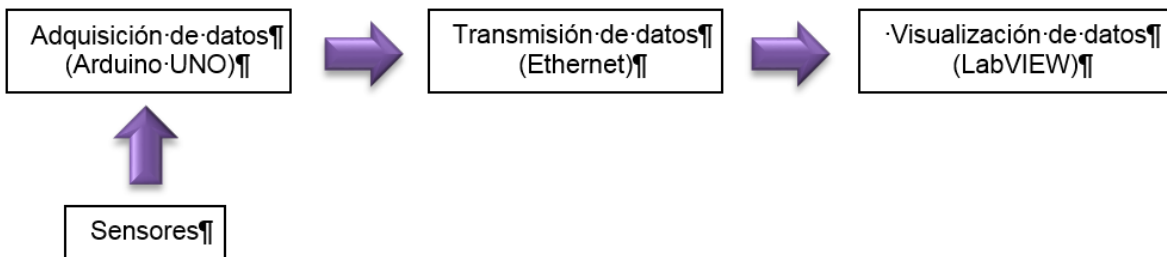 Adquisición·de·datos¶
(Arduino·UNO)¶
Transmisión·de·datos¶
(Ethernet)¶
·Visualización·de·datos¶
(LabVIEW)¶
Sensores¶